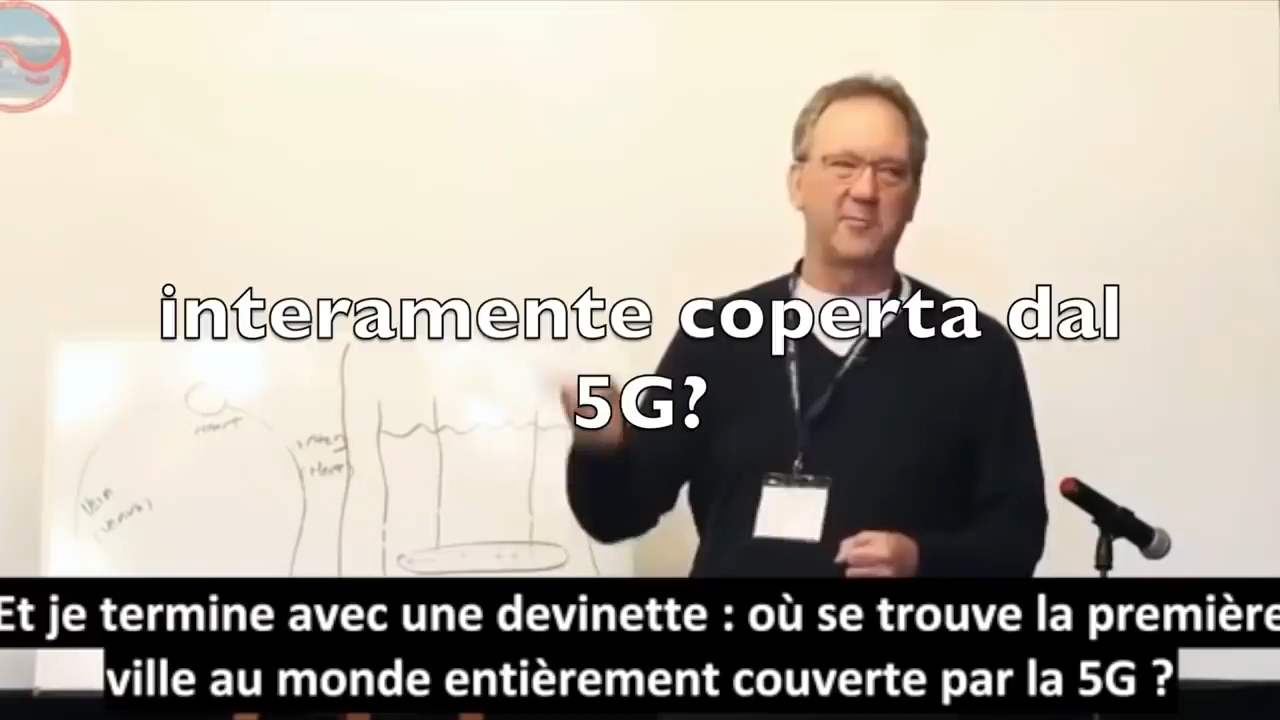 interamente coperta dal
5G?
Et je termine avec une devinette : où se trouve la première
ville au monde entièrement couverte par la 5G ?